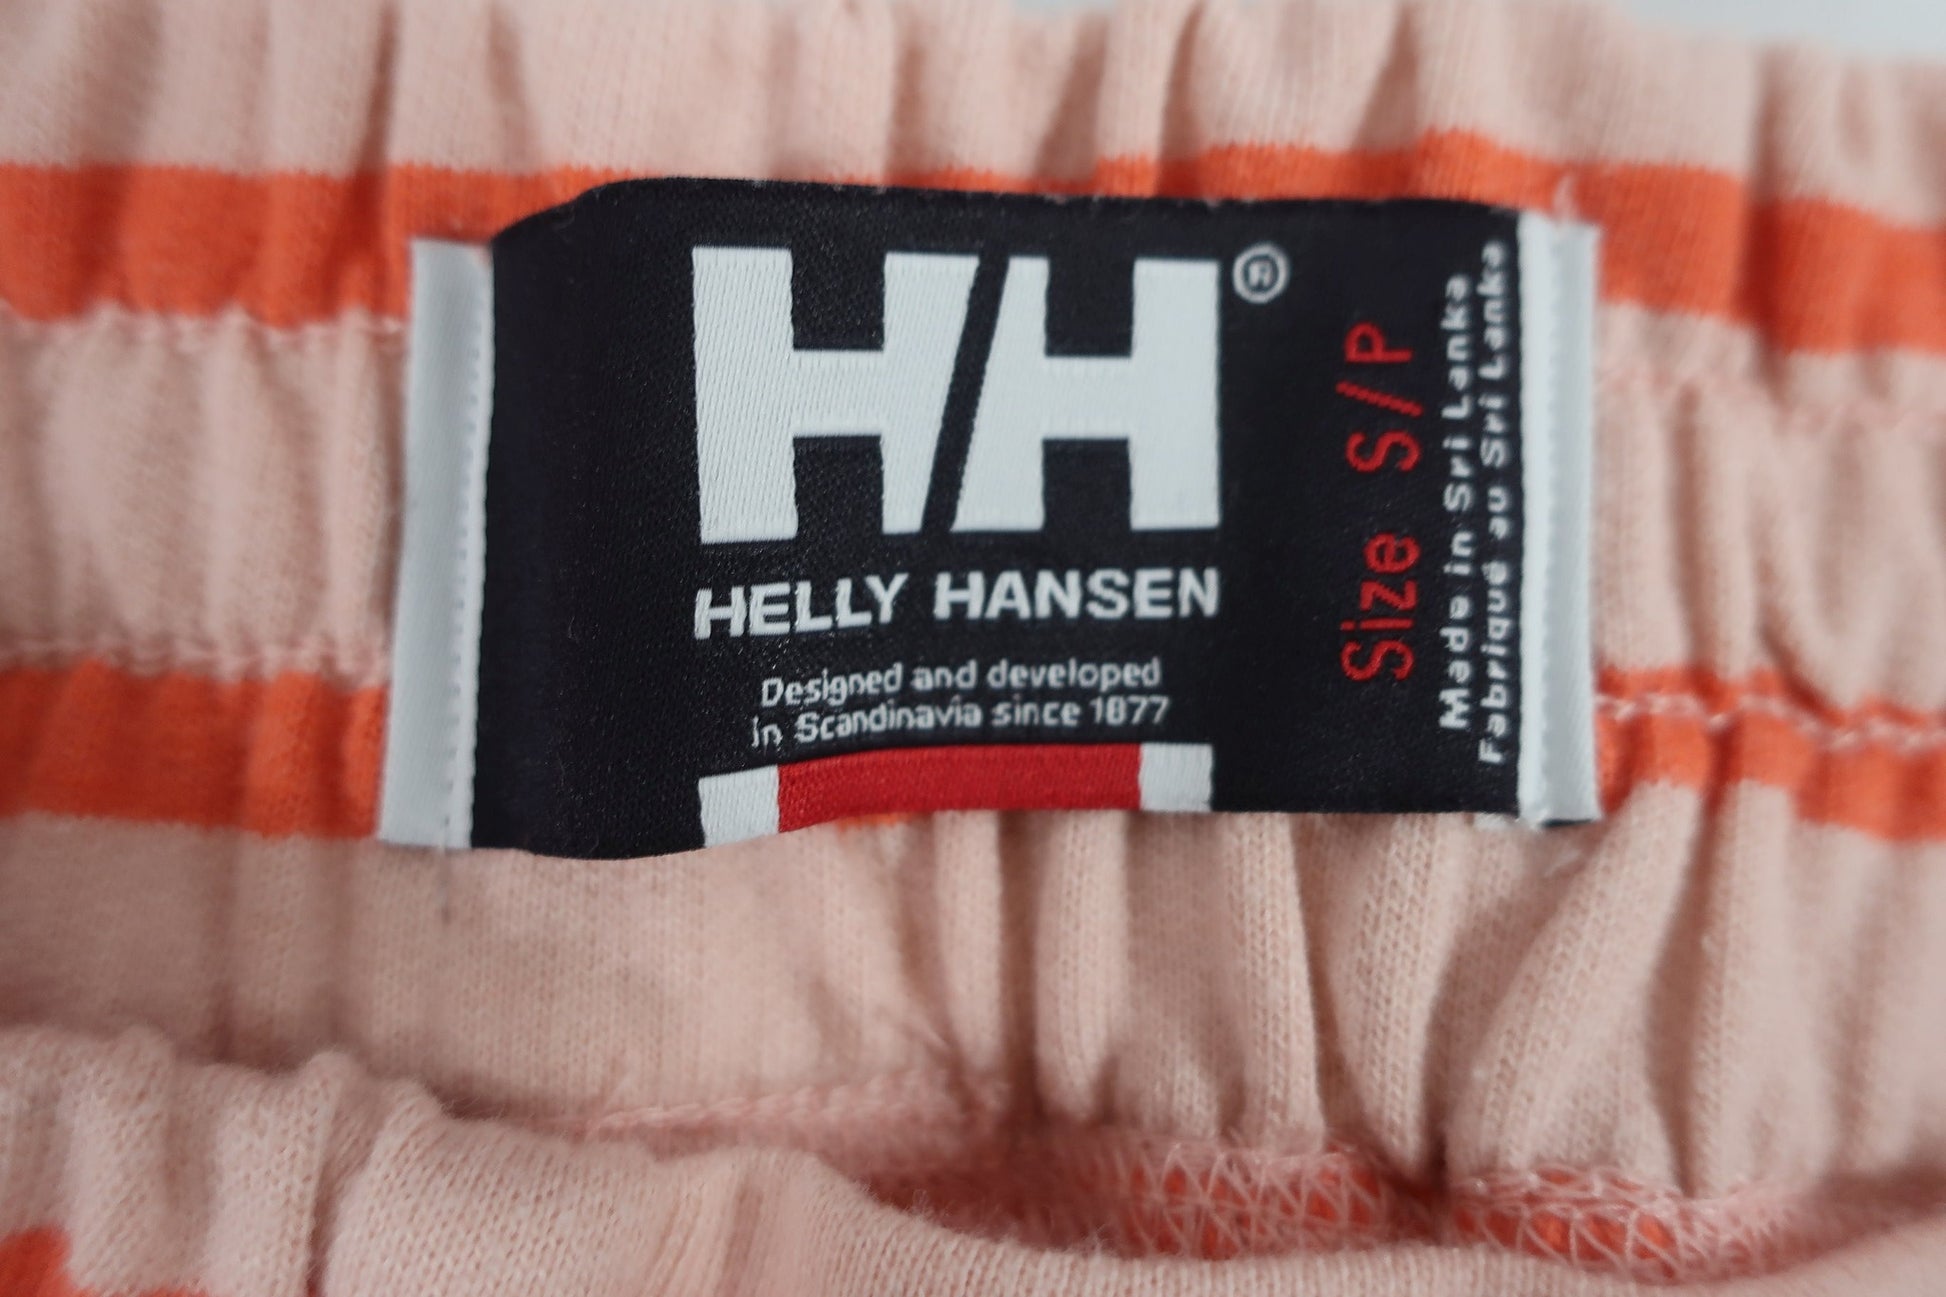 HH®
HELLY HANSEN
Designed and developed
in Scandinavia since 1877
Size S/P
Made in Sri Lanka
Fabriqué au Sri Lanka